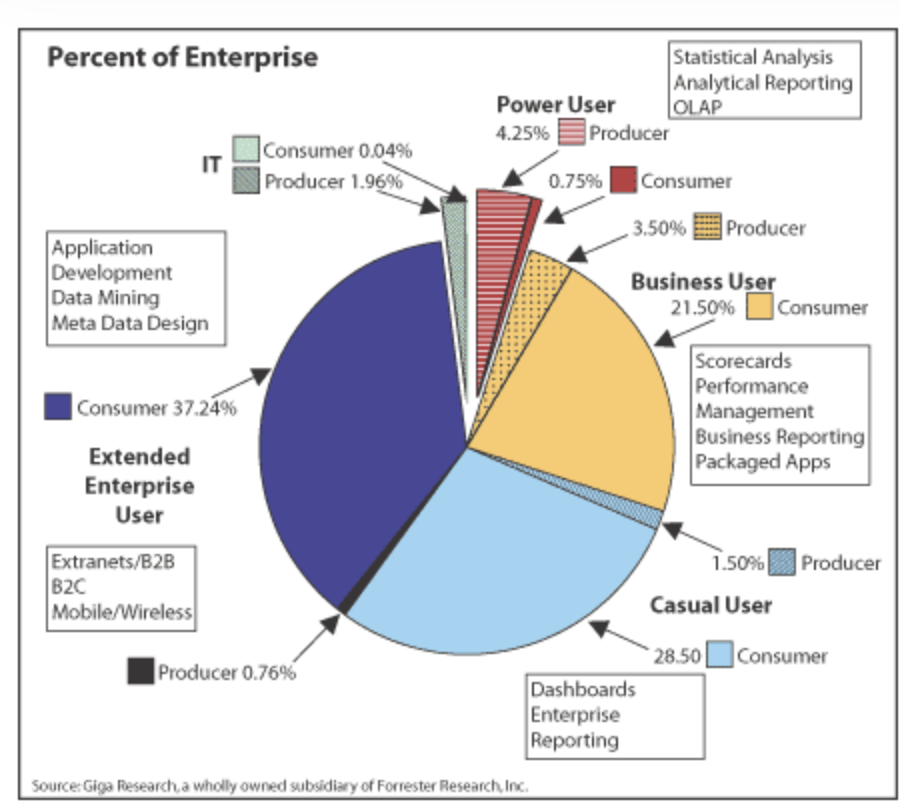 Percent of Enterprise
Statistical Analysis
Analytical Reporting
OLAP
Power User
4.25% Producer
0.75% Consumer
IT
Consumer 0.04%
Producer 1.96%
3.50% Producer
Business User
21.50% Consumer
Application
Development
Data Mining
Meta Data Design
Scorecards
Performance
Management
Business Reporting
Packaged Apps
Consumer 37.24%
Extended
Enterprise
User
Extranets/B2B
B2C
Mobile/Wireless
1.50% Producer
Casual User
28.50 Consumer
Producer 0.76%
Dashboards
Enterprise
Reporting
Source: Giga Research, a wholly owned subsidiary of Forrester Research, Inc.